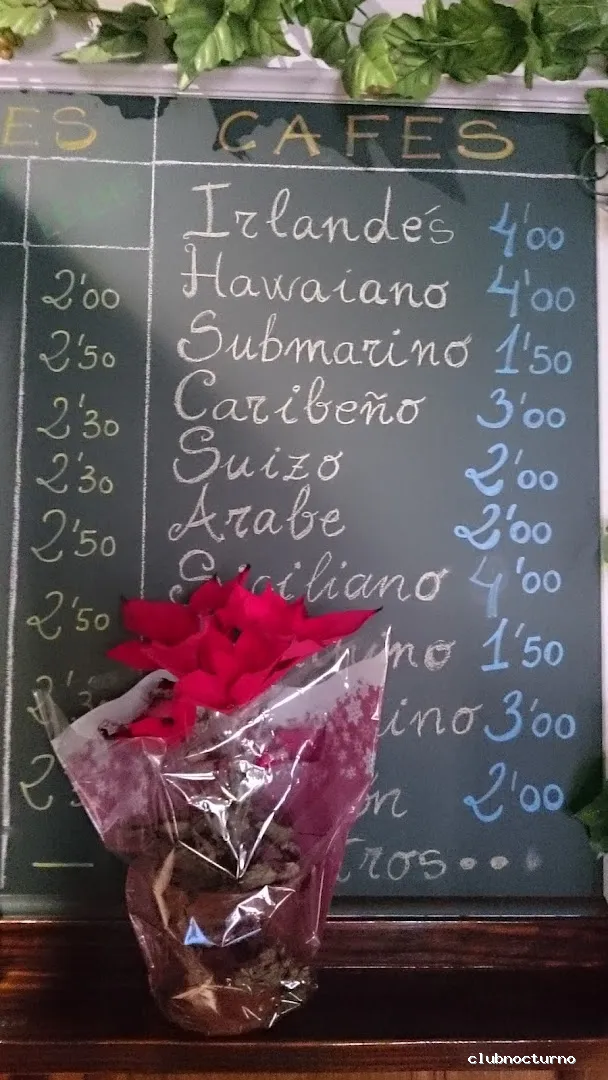 ES CAFES
Irlandés 4'00
2'00 Hawaiano 4'00
2'50 Submarino 1'50
2'30 Caribeño 3'00
2'30 Suizo 2'00
2'50 Arabe 2'00
2'50 Siciliano 4'00
1'50
3'00
2'00
clubnocturno